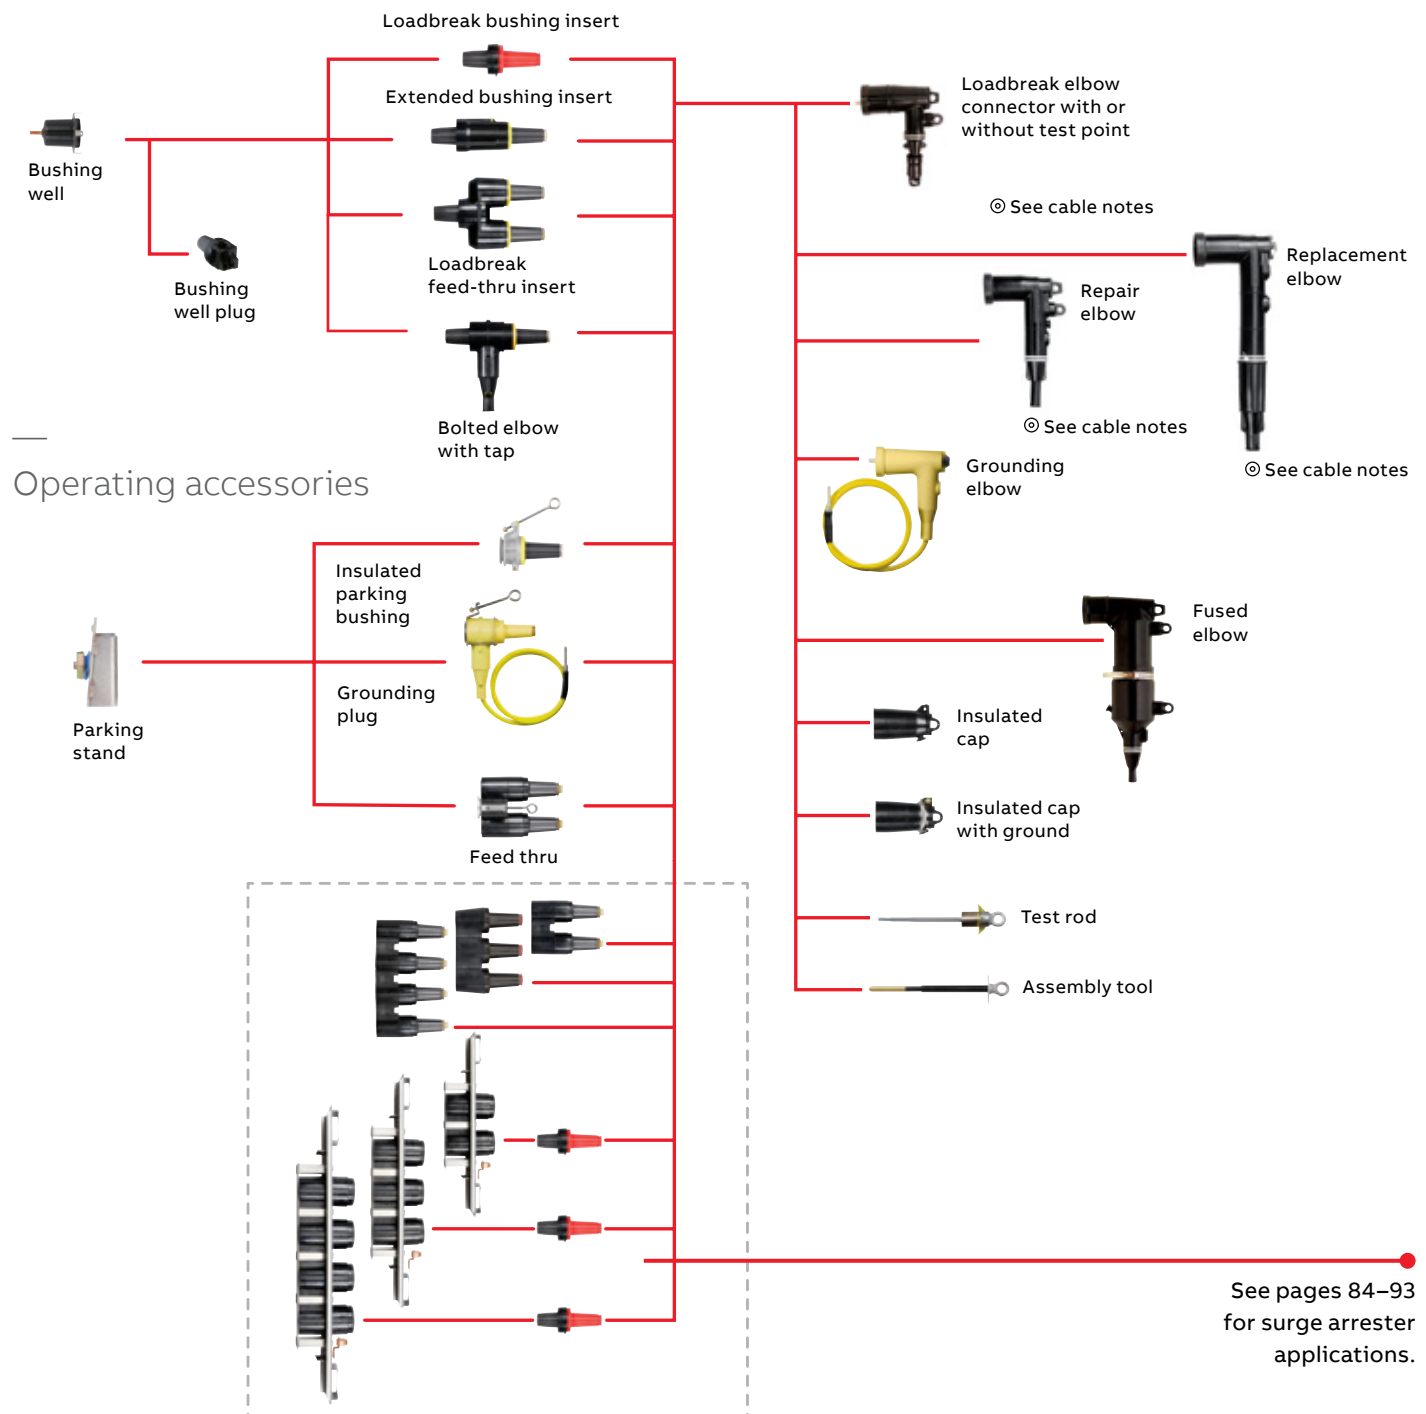 Loadbreak bushing insert
Extended bushing insert
Bushing
well
Bushing
well plug
Loadbreak
feed-thru insert
Bolted elbow
with tap
Loadbreak elbow
connector with or
without test point
◎ See cable notes
Replacement
elbow
Repair
elbow
◎ See cable notes
◎ See cable notes
Grounding
elbow
Operating accessories
Insulated
parking
bushing
Grounding
plug
Parking
stand
Feed thru
Fused
elbow
Insulated
cap
Insulated cap
with ground
Test rod
Assembly tool
See pages 84–93
for surge arrester
applications.